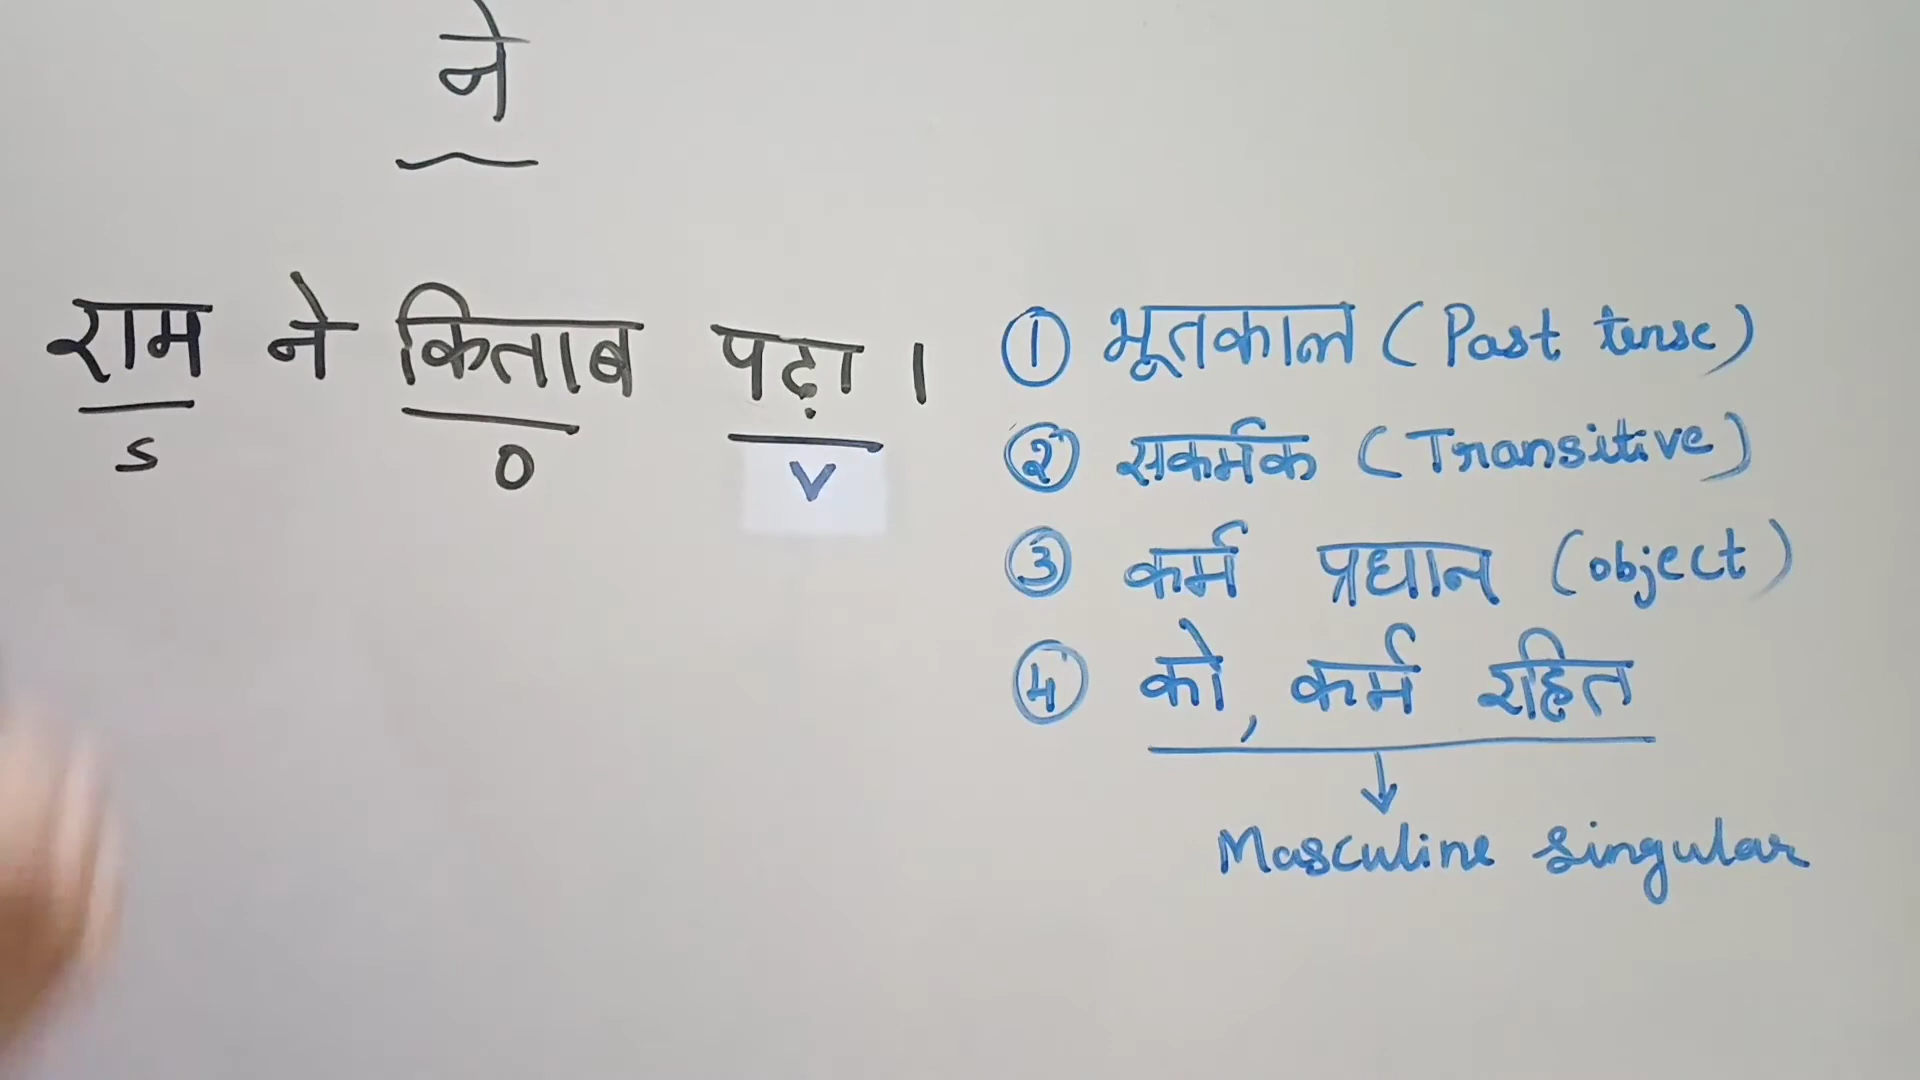 ने
राम ने किताब पढ़ा ।
S O V
① भूतकाल ( Past tense )
② सकर्मक ( Transitive )
③ कर्म प्रधान ( object )
④ को, कर्म रहित
↓
Masculine singular